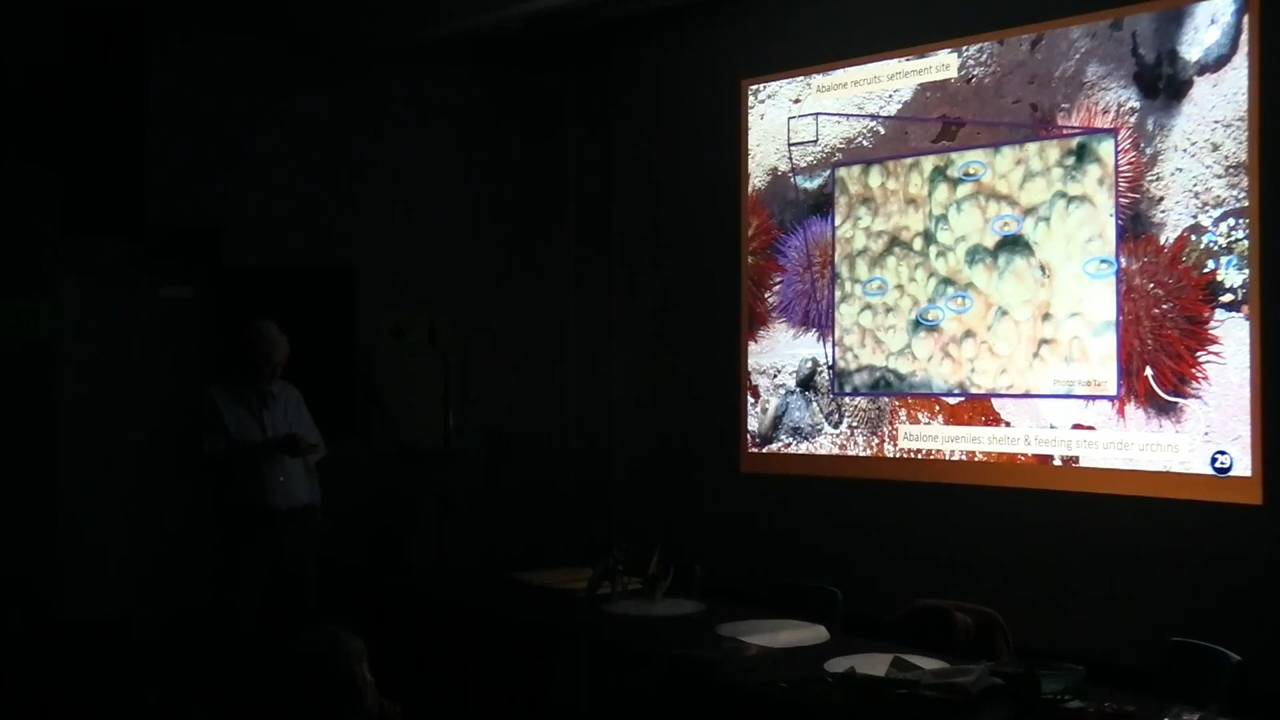 Abalone recruits: settlement site
Photo: Rob Tarr
Abalone juveniles: shelter & feeding sites under urchins
29